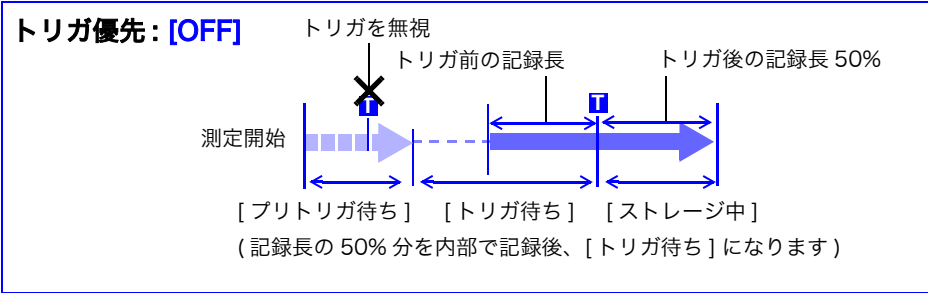 トリガ優先 : [OFF]
トリガを無視
トリガ前の記録長
トリガ後の記録長 50%
T
T
測定開始
[ プリトリガ待ち ] [ トリガ待ち ] [ ストレージ中 ]
( 記録長の 50% 分を内部で記録後、[ トリガ待ち ] になります )